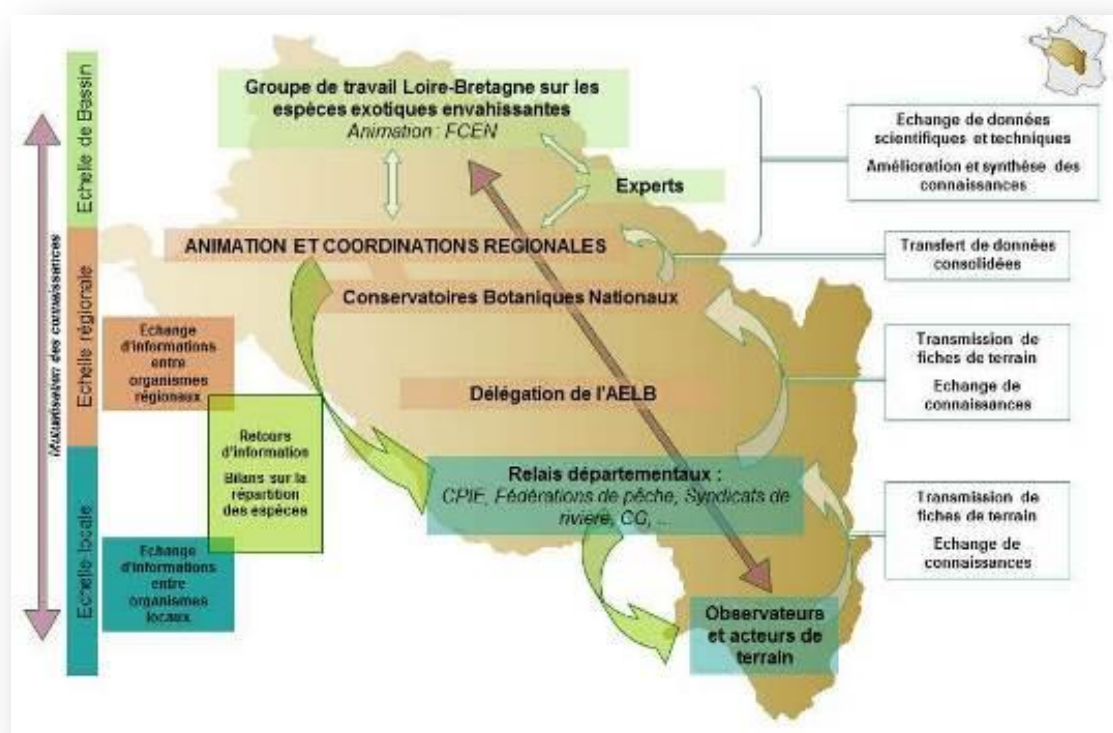 Groupe de travail Loire-Bretagne sur les
espèces exotiques envahissantes
Animation : FCEN
Experts
ANIMATION ET COORDINATIONS REGIONALES
Conservatoires Botaniques Nationaux
Délégation de l'AELB
Relais départementaux :
CPIE, Fédérations de pêche, Syndicats de
rivière, CG, ...
Observateurs
et acteurs de
terrain
Mutualisation des connaissances
Echelle de Bassin
Echelle régionale
Echelle locale
Echange
d'informations
entre
organismes
régionaux
Retours
d'information
Bilans sur la
répartition
des espèces
Echange
d'informations
entre
organismes
locaux
Echange de données
scientifiques et techniques
Amélioration et synthèse des
connaissances
Transfert de données
consolidées
Transmission de
fiches de terrain
Echange de
connaissances
Transmission de
fiches de terrain
Echange de
connaissances